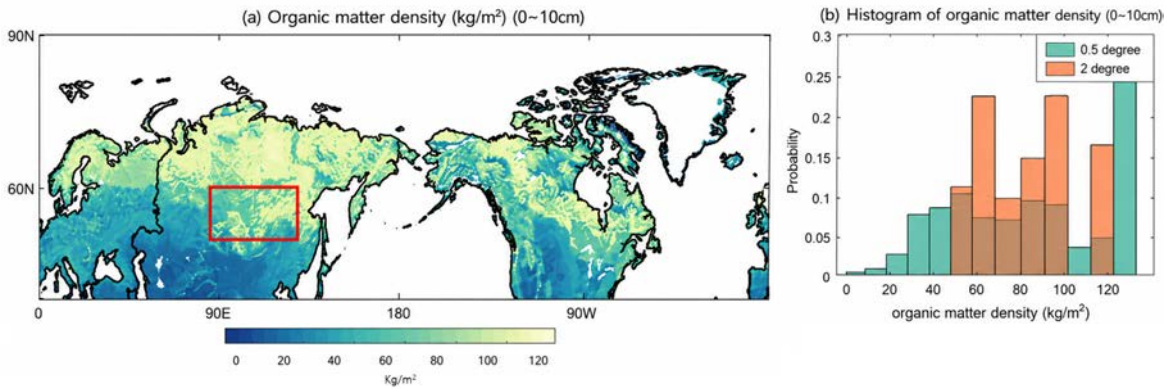 (a) Organic matter density (kg/m²) (0~10cm)
90N
60N
0 90E 180 90W
0 20 40 60 80 100 120
Kg/m²
(b) Histogram of organic matter density (0~10cm)
0.5 degree
2 degree
Probability
0.3
0.25
0.2
0.15
0.1
0.05
0
0 20 40 60 80 100 120
organic matter density (kg/m²)